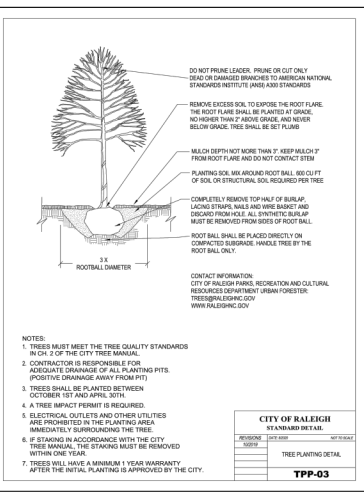 DO NOT PRUNE LEADER. PRUNE OR CUT ONLY
DEAD OR DAMAGED BRANCHES TO AMERICAN NATIONAL
STANDARDS INSTITUTE (ANSI) A300 STANDARDS
REMOVE EXCESS SOIL TO EXPOSE THE ROOT FLARE.
THE ROOT FLARE SHALL BE PLANTED AT GRADE,
NO HIGHER THAN 2" ABOVE GRADE, AND NEVER
BELOW GRADE. TREE SHALL BE SET PLUMB
MULCH DEPTH NOT MORE THAN 3". KEEP MULCH 3"
FROM ROOT FLARE AND DO NOT CONTACT STEM
PLANTING SOIL MIX AROUND ROOT BALL. 600 CU FT
OF SOIL OR STRUCTURAL SOIL REQUIRED PER TREE
COMPLETELY REMOVE TOP HALF OF BURLAP,
LACING STRAPS, NAILS AND WIRE BASKET AND
DISCARD FROM HOLE. ALL SYNTHETIC BURLAP
MUST BE REMOVED FROM SIDES OF ROOT BALL.
ROOT BALL SHALL BE PLACED DIRECTLY ON
COMPACTED SUBGRADE. HANDLE TREE BY THE
ROOT BALL ONLY.
3 X
ROOTBALL DIAMETER
CONTACT INFORMATION:
CITY OF RALEIGH PARKS, RECREATION AND CULTURAL
RESOURCES DEPARTMENT URBAN FORESTER:
TREES@RALEIGHNC.GOV
WWW.RALEIGHNC.GOV
NOTES:
1. TREES MUST MEET THE TREE QUALITY STANDARDS
IN CH. 2 OF THE CITY TREE MANUAL.
2. CONTRACTOR IS RESPONSIBLE FOR
ADEQUATE DRAINAGE OF ALL PLANTING PITS.
(POSITIVE DRAINAGE AWAY FROM PIT)
3. TREES SHALL BE PLANTED BETWEEN
OCTOBER 1ST AND APRIL 30TH.
4. A TREE IMPACT PERMIT IS REQUIRED.
5. ELECTRICAL OUTLETS AND OTHER UTILITIES
ARE PROHIBITED IN THE PLANTING AREA
IMMEDIATELY SURROUNDING THE TREE.
6. IF STAKING IN ACCORDANCE WITH THE CITY
TREE MANUAL, THE STAKING MUST BE REMOVED
WITHIN ONE YEAR.
7. TREES WILL HAVE A MINIMUM 1 YEAR WARRANTY
AFTER THE INITIAL PLANTING IS APPROVED BY THE CITY.
CITY OF RALEIGH
STANDARD DETAIL
REVISIONS DATE: NOT TO SCALE
10/2019
TREE PLANTING DETAIL
TPP-03